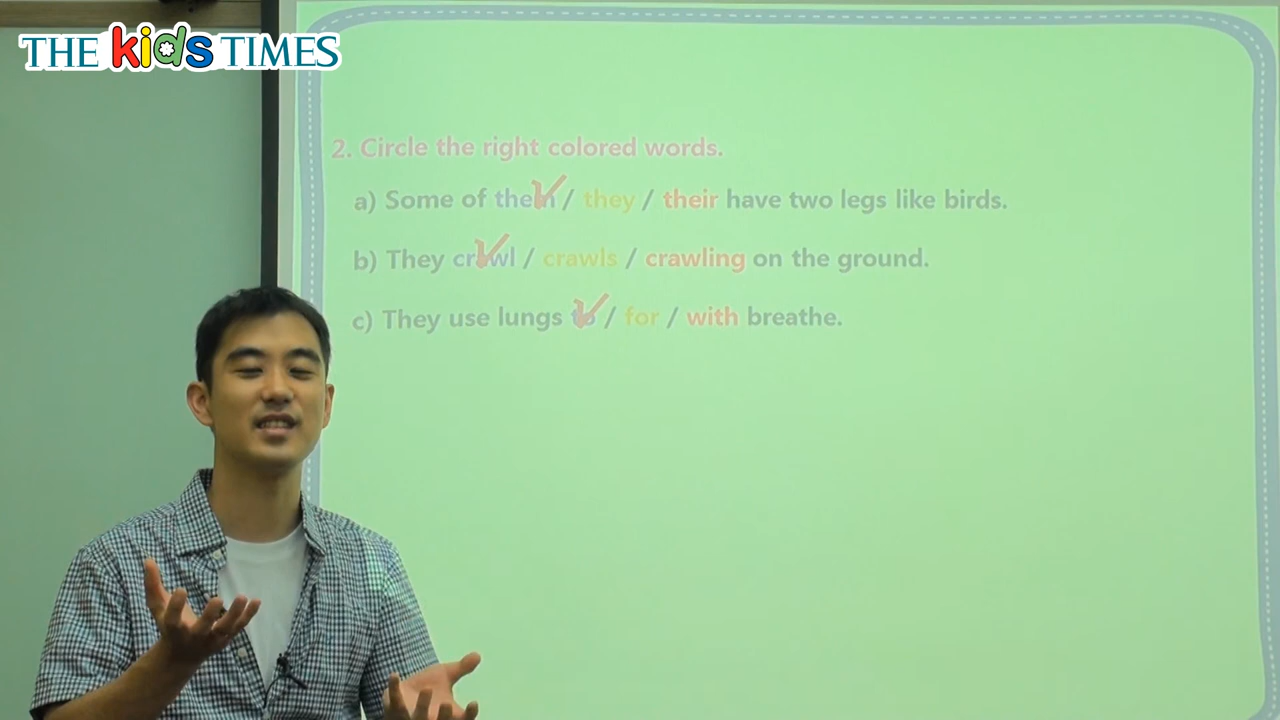 THE kids TIMES
2. Circle the right colored words.
a) Some of them / they / their have two legs like birds.
b) They crawl / crawls / crawling on the ground.
c) They use lungs to / for / with breathe.